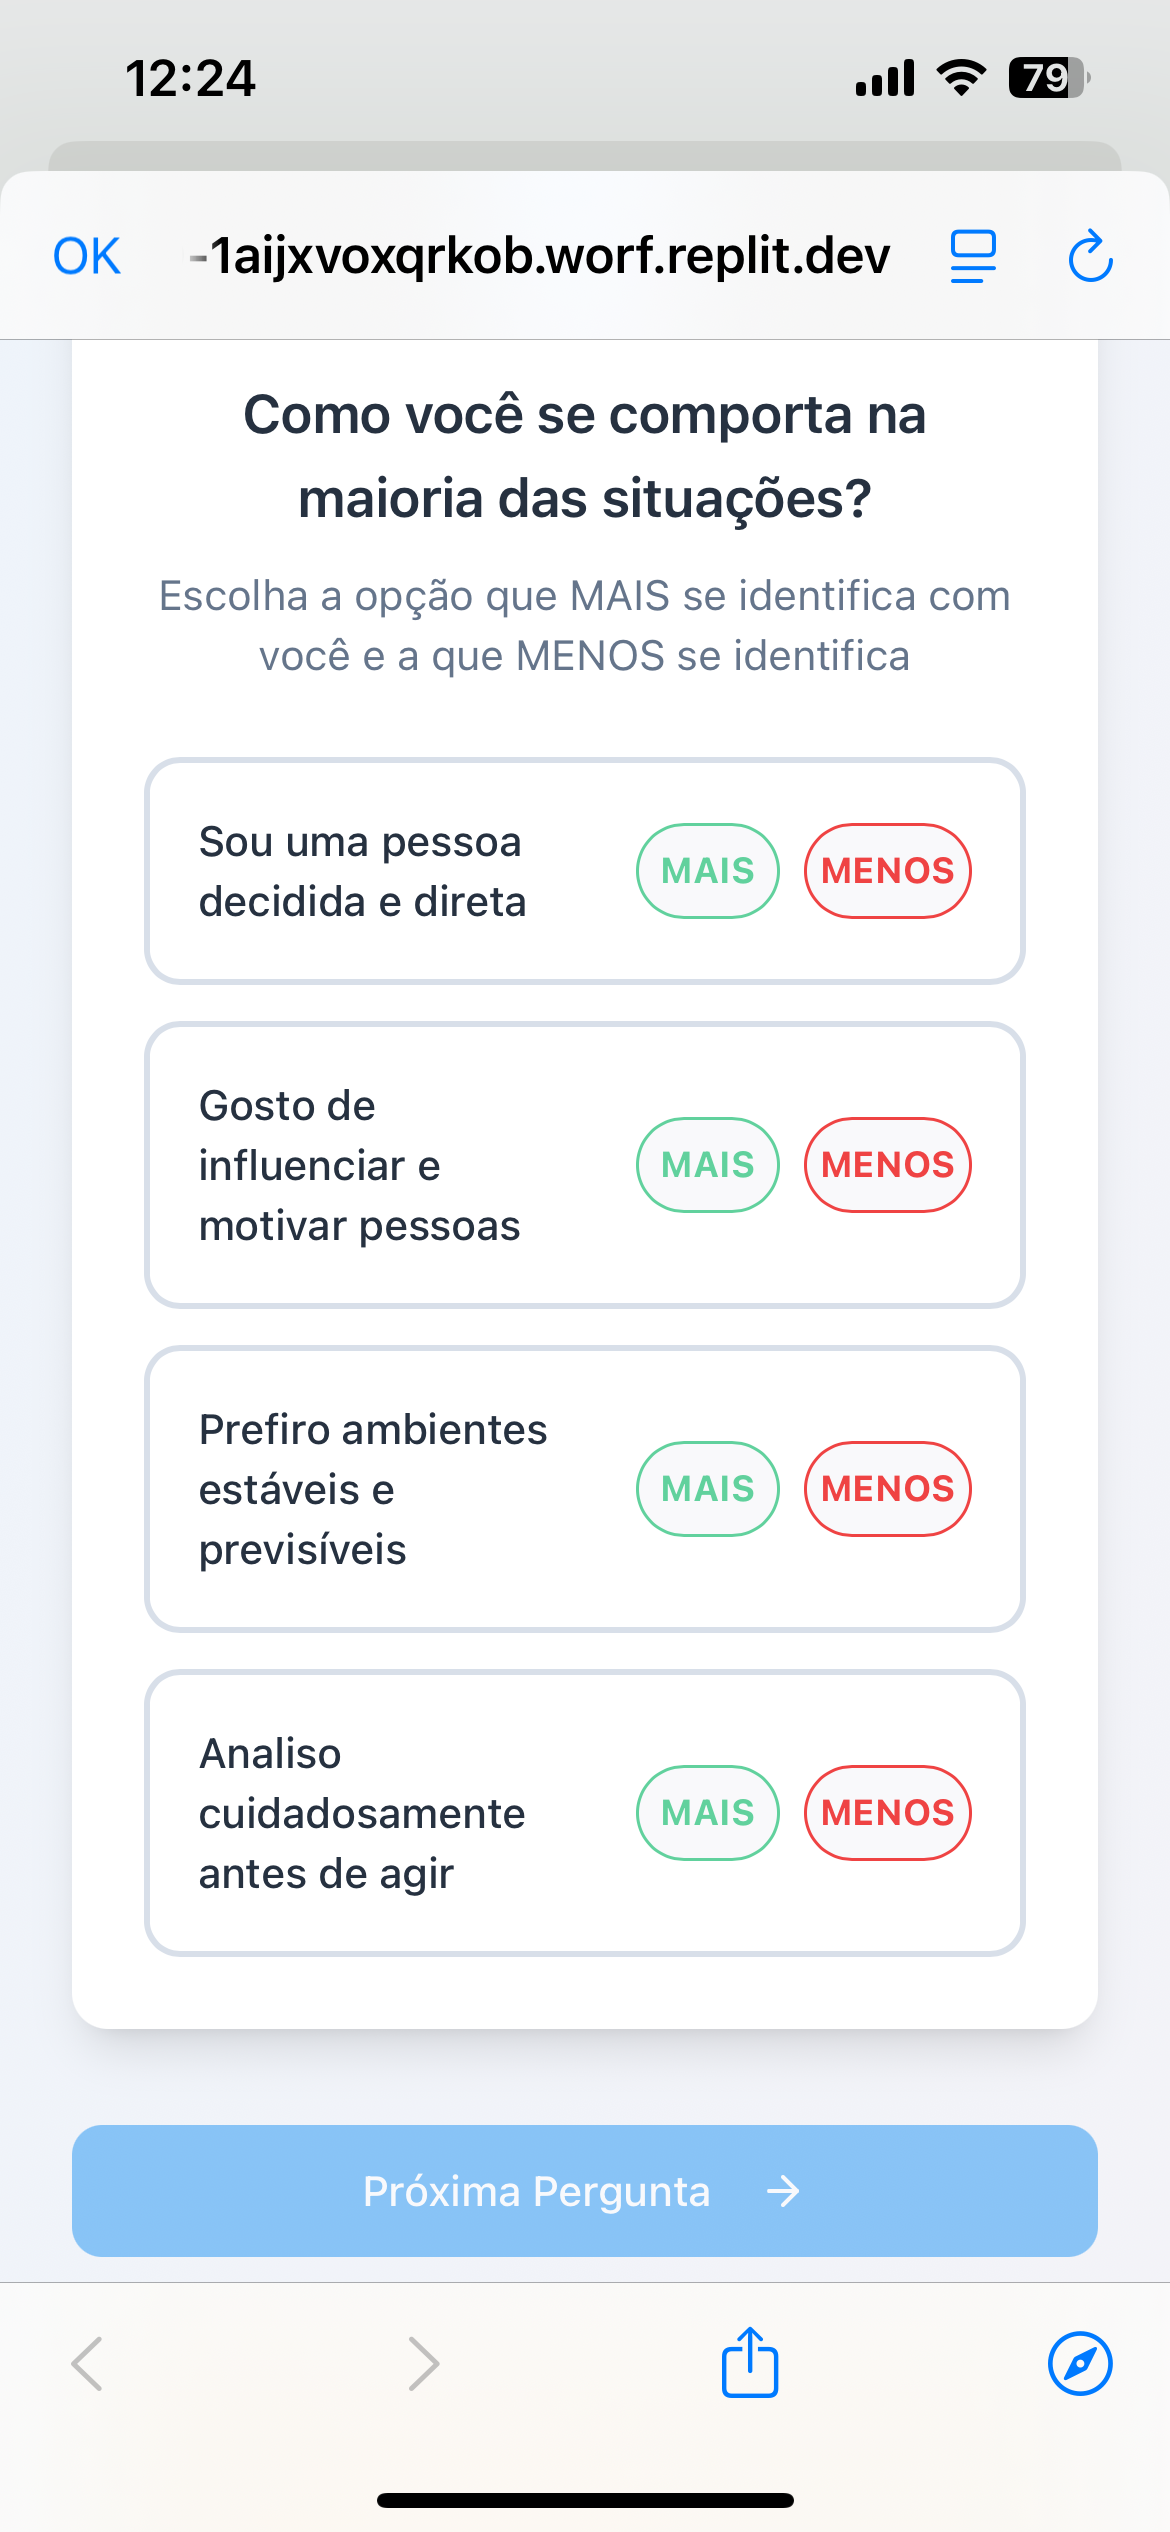 12:24
79
OK
-1aijxvoxqrkob.worf.replit.dev
Como você se comporta na
maioria das situações?
Escolha a opção que MAIS se identifica com
você e a que MENOS se identifica
Sou uma pessoa
decidida e direta
MAIS
MENOS
Gosto de
influenciar e
motivar pessoas
MAIS
MENOS
Prefiro ambientes
estáveis e
previsíveis
MAIS
MENOS
Analiso
cuidadosamente
antes de agir
MAIS
MENOS
Próxima Pergunta →